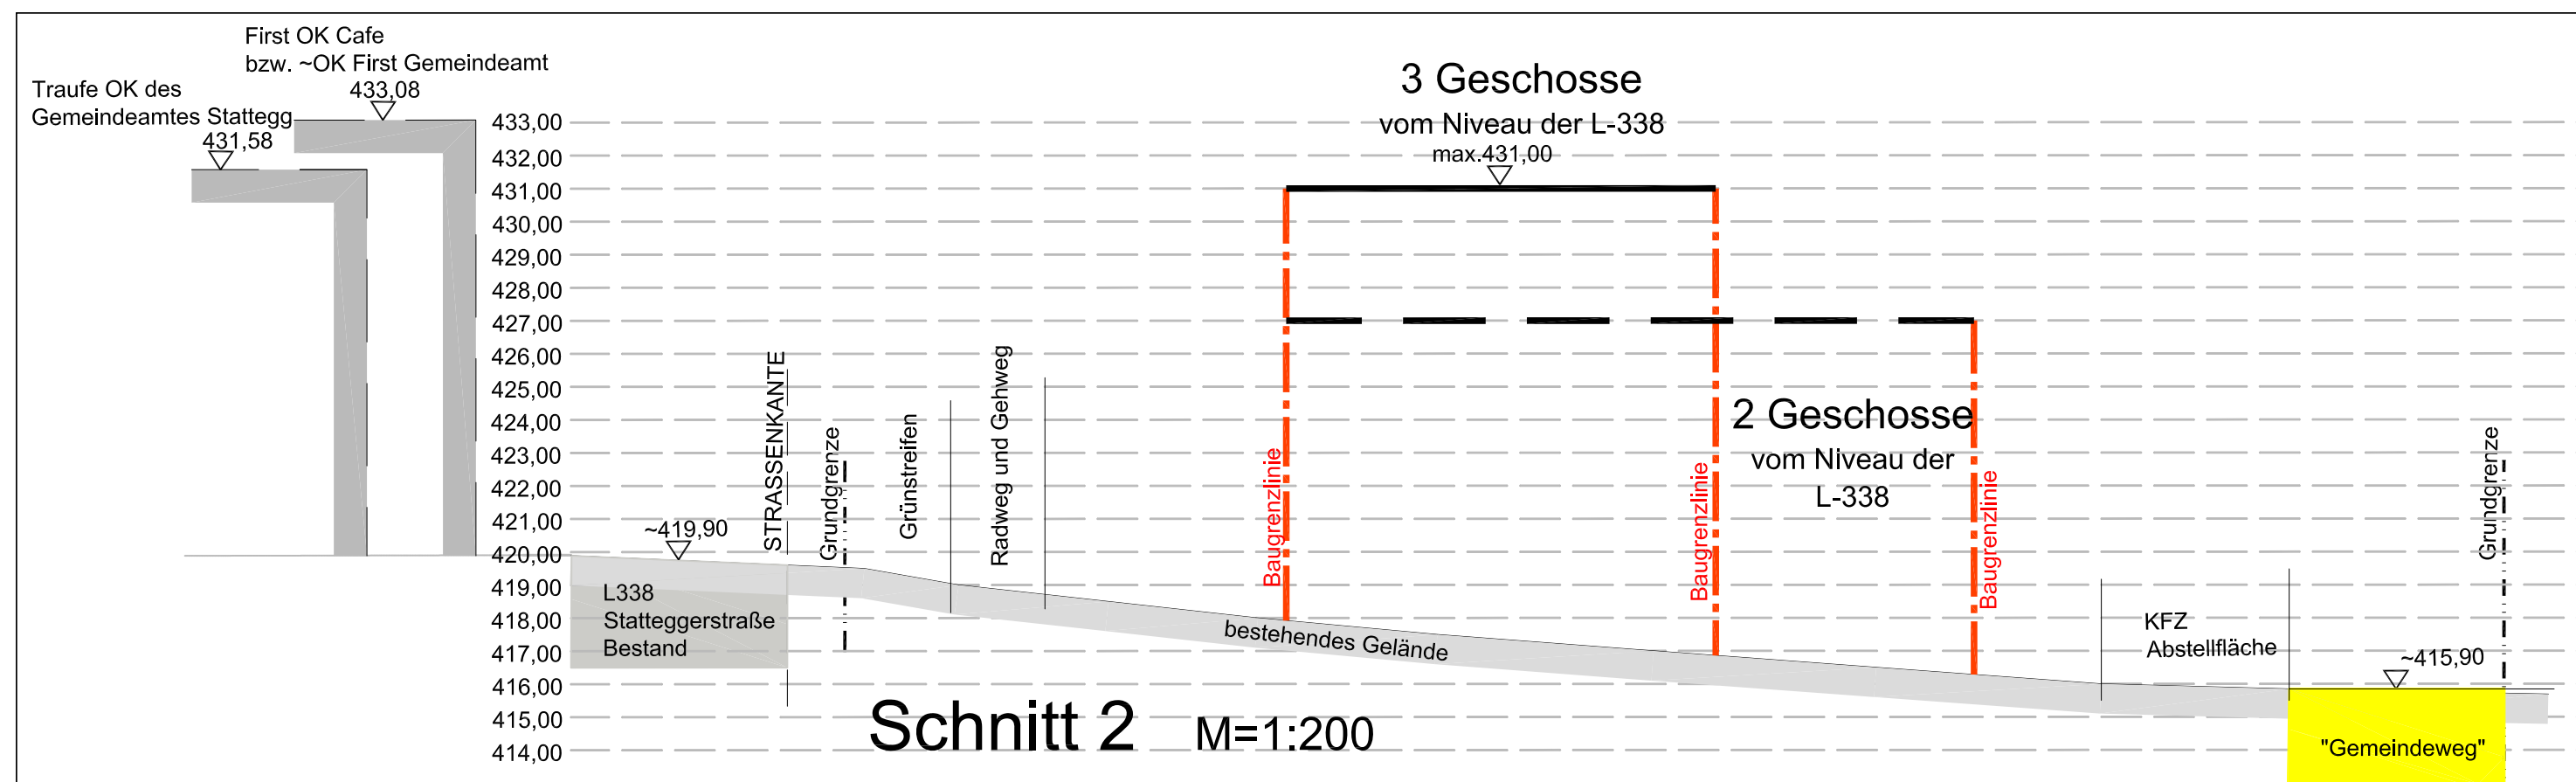 First OK Cafe
bzw. ~OK First Gemeindeamt
433,08
Traufe OK des
Gemeindeamtes Stattegg
431,58
433,00
432,00
431,00
430,00
429,00
428,00
427,00
426,00
425,00
424,00
423,00
422,00
421,00
420,00
419,00
418,00
417,00
416,00
415,00
414,00
3 Geschosse
vom Niveau der L-338
max.431,00
2 Geschosse
vom Niveau der
L-338
~419,90
STRASSENKANTE
Grundgrenze
Grünstreifen
Radweg und Gehweg
Baugrenzlinie
Baugrenzlinie
Baugrenzlinie
Grundgrenze
L338
Statteggerstraße
Bestand
bestehendes Gelände
KFZ
Abstellfläche
~415,90
"Gemeindeweg"
Schnitt 2 M=1:200